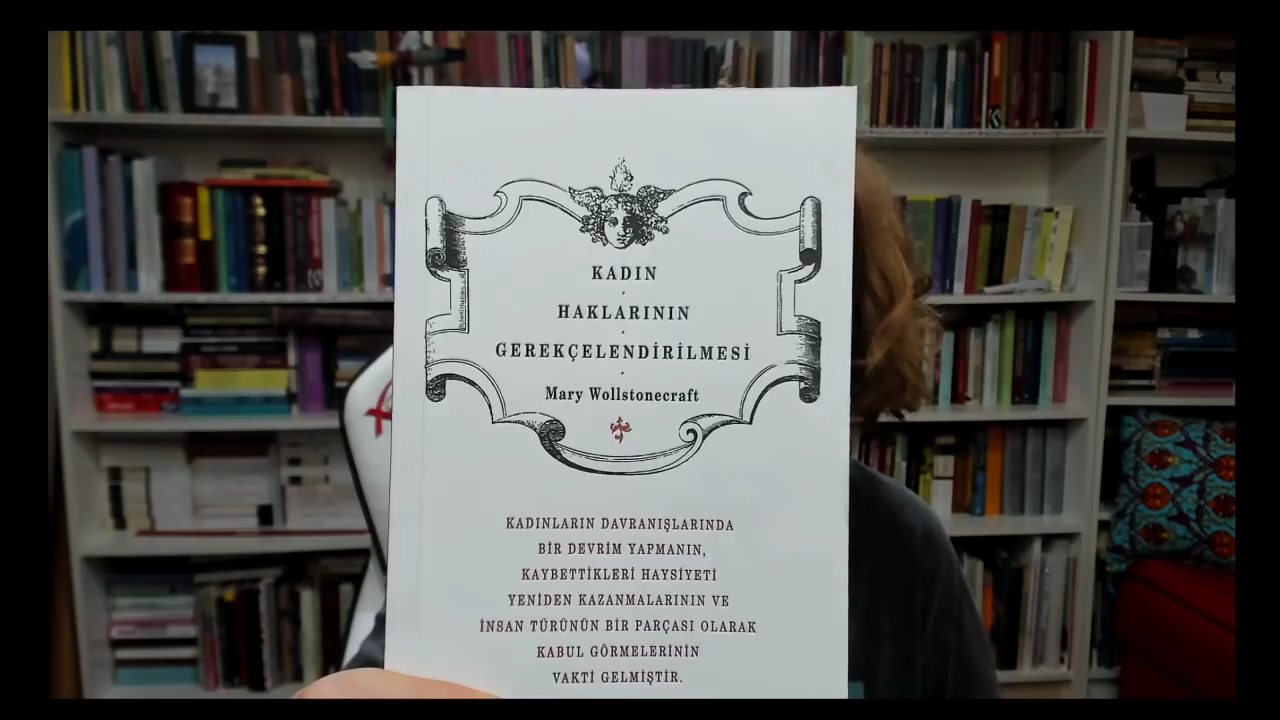 KADIN
HAKLARININ
GEREKÇELENDİRİLMESİ
Mary Wollstonecraft
KADINLARIN DAVRANIŞLARINDA
BİR DEVRİM YAPMANIN,
KAYBETTİKLERİ HAYSİYETİ
YENİDEN KAZANMALARININ VE
İNSAN TÜRÜNÜN BİR PARÇASI OLARAK
KABUL GÖRMELERİNİN
VAKTİ GELMİŞTİR.